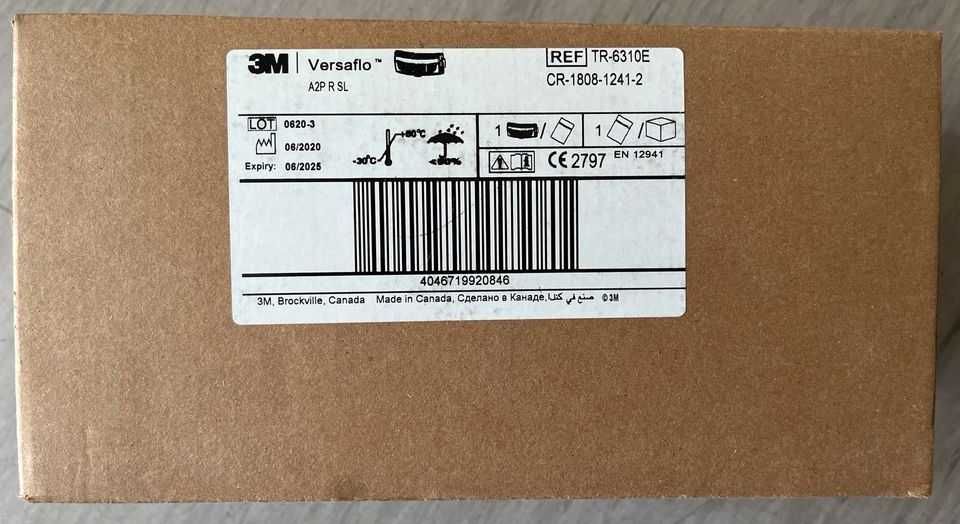 3M Versaflo™
A2P R SL
REF TR-6310E
CR-1808-1241-2
LOT 0620-3
06/2020
Expiry: 06/2025
-30°C +50°C
<90%
1 / 1 /
CE 2797 EN 12941
4046719920846
3M, Brockville, Canada Made in Canada, Сделано в Канаде, صنع في كندا ©3M